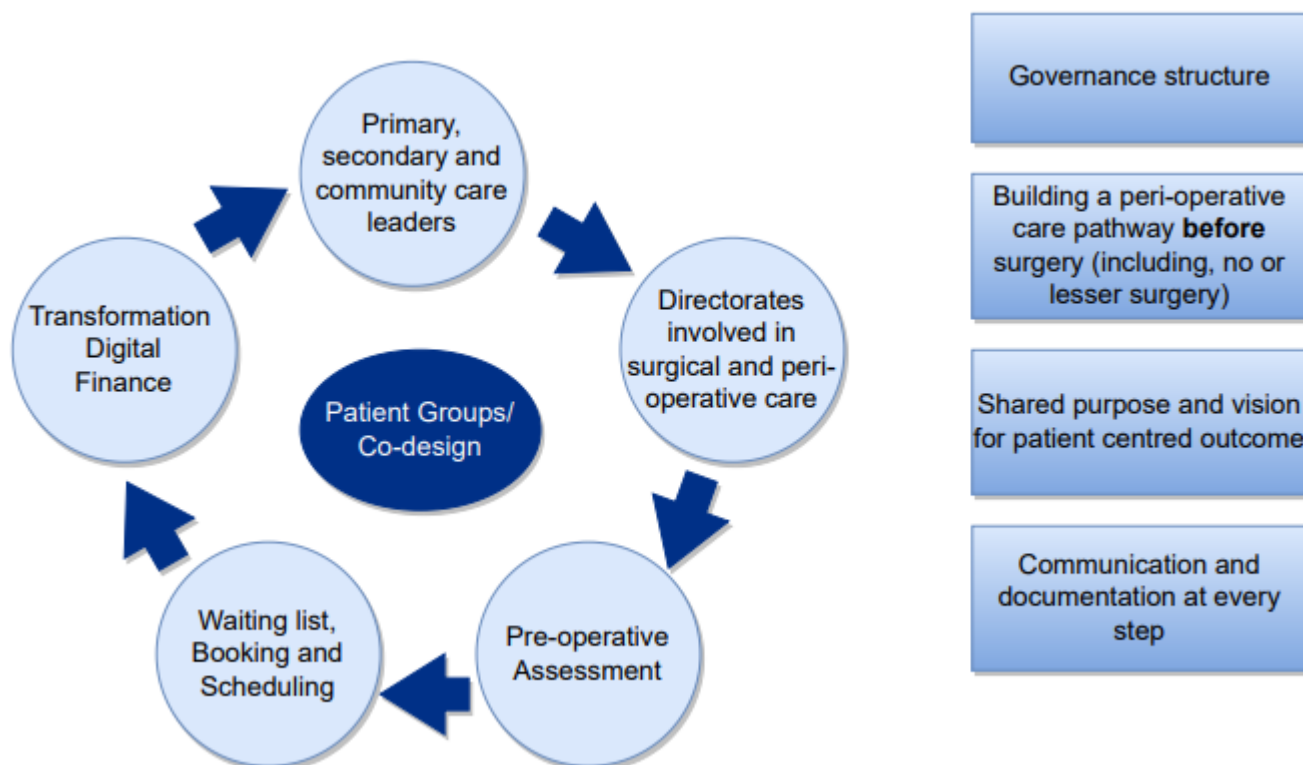 Primary,
secondary and
community care
leaders
Directorates
involved in
surgical and peri-
operative care
Pre-operative
Assessment
Waiting list,
Booking and
Scheduling
Transformation
Digital
Finance
Patient Groups/
Co-design
Governance structure
Building a peri-operative
care pathway before
surgery (including, no or
lesser surgery)
Shared purpose and vision
for patient centred outcome
Communication and
documentation at every
step